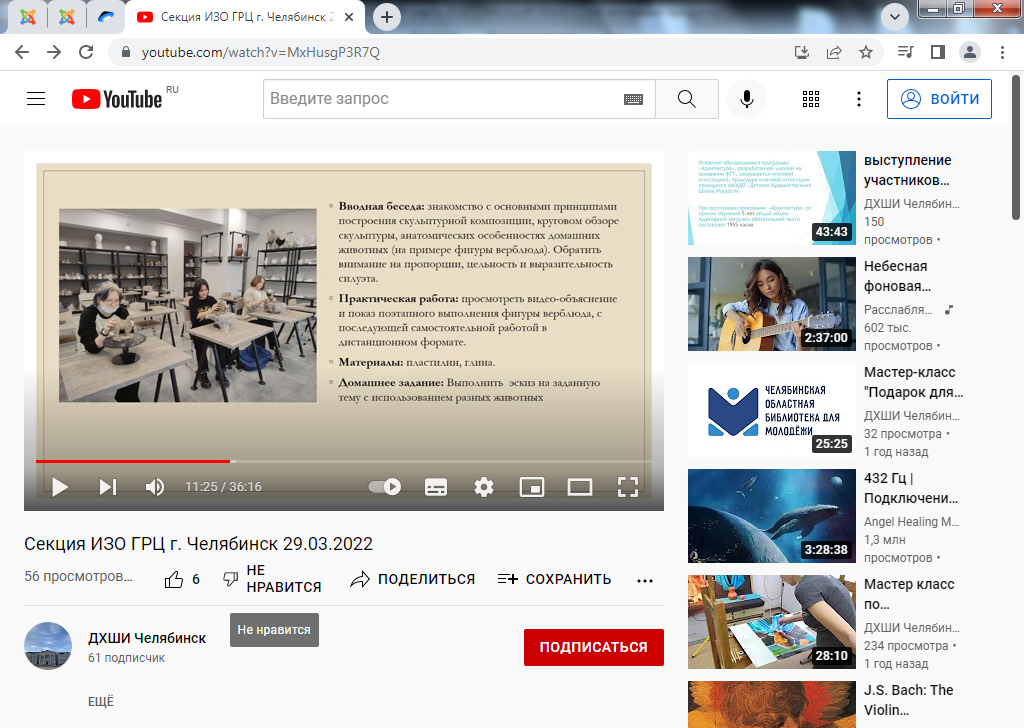 Секция ИЗО ГРЦ г. Челябинск 2
youtube.com/watch?v=MxHusgP3R7Q
YouTube RU
Введите запрос
ВОЙТИ
Вводная беседа: знакомство с основными принципами
построения скульптурной композиции, круговом обзоре
скульптуры, анатомических особенностях домашних
животных (на примере фигуры верблюда). Обратить
внимание на пропорции, цельность и выразительность
силуэта.
Практическая работа: просмотреть видео-объяснение
и показ поэтапного выполнения фигуры верблюда, с
последующей самостоятельной работой в
дистанционном формате.
Материалы: пластилин, глина.
Домашнее задание: Выполнить эскиз на заданную
тему с использованием разных животных
11:25 / 36:16
Секция ИЗО ГРЦ г. Челябинск 29.03.2022
56 просмотров...
6
НЕ
НРАВИТСЯ
ПОДЕЛИТЬСЯ
СОХРАНИТЬ
Не нравится
ДХШИ Челябинск
61 подписчик
ПОДПИСАТЬСЯ
ЕЩЁ
43:43
выступление
участников...
ДХШИ Челябин...
150
просмотров •
2:37:00
Небесная
фоновая...
Расслабля...
602 тыс.
просмотров •
ЧЕЛЯБИНСКАЯ
ОБЛАСТНАЯ
БИБЛИОТЕКА ДЛЯ
МОЛОДЁЖИ
25:25
Мастер-класс
"Подарок для...
ДХШИ Челябин...
32 просмотра •
1 год назад
3:28:38
432 Гц |
Подключени...
Angel Healing M...
1,3 млн
просмотров •
28:10
Мастер класс
по...
ДХШИ Челябин...
234 просмотра •
1 год назад
J.S. Bach: The
Violin...